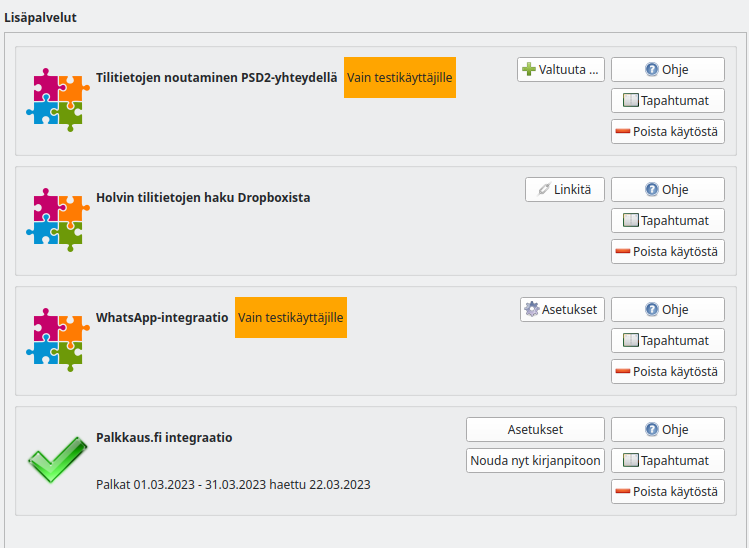 Lisäpalvelut
Tilitietojen noutaminen PSD2-yhteydellä Vain testikäyttäjille Valtuuta ... Ohje
Tapahtumat
Poista käytöstä
Holvin tilitietojen haku Dropboxista Linkitä Ohje
Tapahtumat
Poista käytöstä
WhatsApp-integraatio Vain testikäyttäjille Asetukset Ohje
Tapahtumat
Poista käytöstä
Palkkaus.fi integraatio Asetukset Ohje
Nouda nyt kirjanpitoon Tapahtumat
Palkat 01.03.2023 - 31.03.2023 haettu 22.03.2023 Poista käytöstä